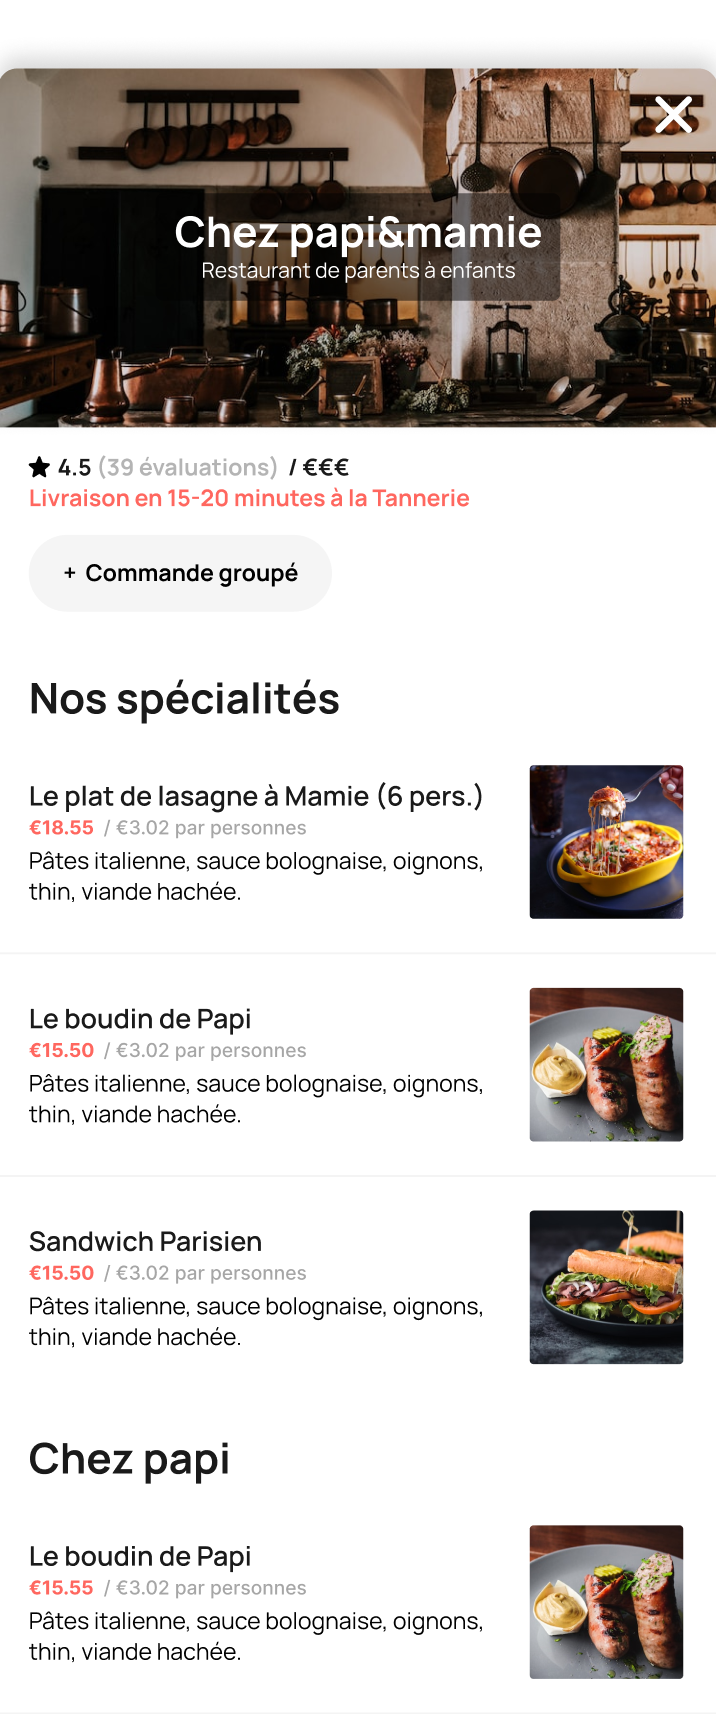 Chez papi&mamie
Restaurant de parents à enfants
4.5 (39 évaluations) / €€€
Livraison en 15-20 minutes à la Tannerie
+ Commande groupé
Nos spécialités
Le plat de lasagne à Mamie (6 pers.)
€18.55 / €3.02 par personnes
Pâtes italienne, sauce bolognaise, oignons,
thin, viande hachée.
Le boudin de Papi
€15.50 / €3.02 par personnes
Pâtes italienne, sauce bolognaise, oignons,
thin, viande hachée.
Sandwich Parisien
€15.50 / €3.02 par personnes
Pâtes italienne, sauce bolognaise, oignons,
thin, viande hachée.
Chez papi
Le boudin de Papi
€15.55 / €3.02 par personnes
Pâtes italienne, sauce bolognaise, oignons,
thin, viande hachée.